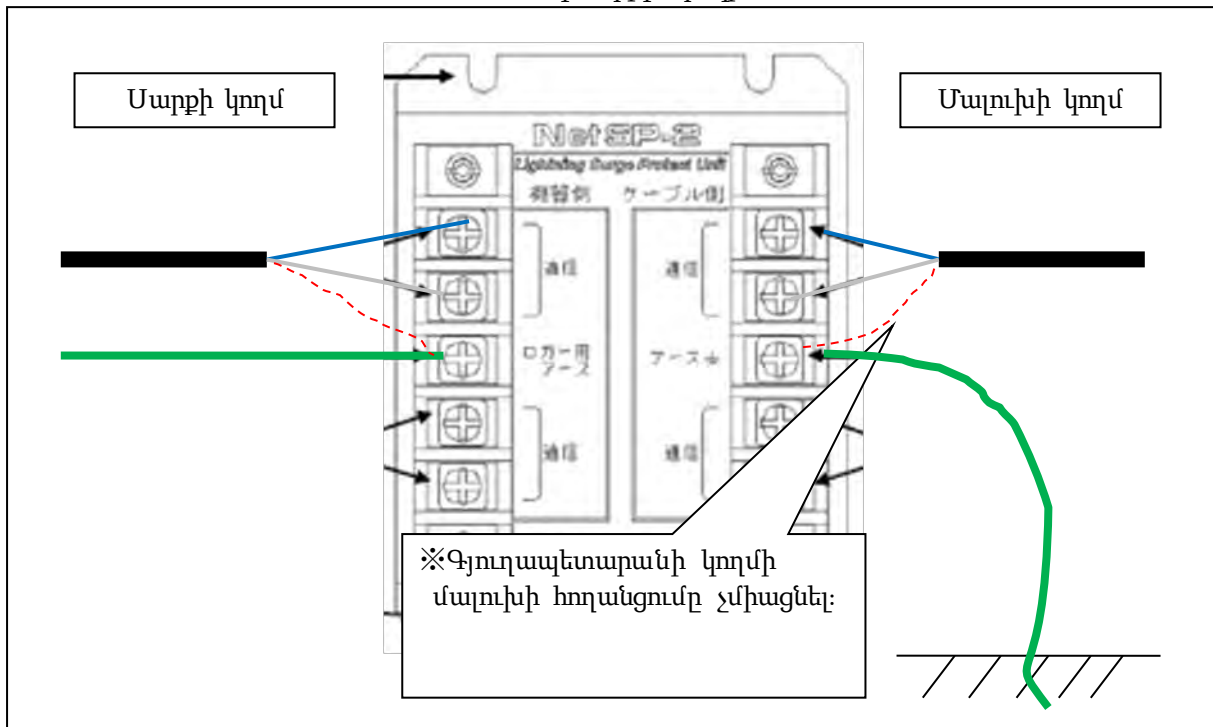 Սարքի կողմ
Մալուխի կողմ
NetSP-2
Lightning Surge Protect Unit
機器側 ケーブル側
通信 通信
ロガー用
アース
アース
通信 通信
※Գյուղապետարանի կողմի
մալուխի հողանցումը չմիացնել: